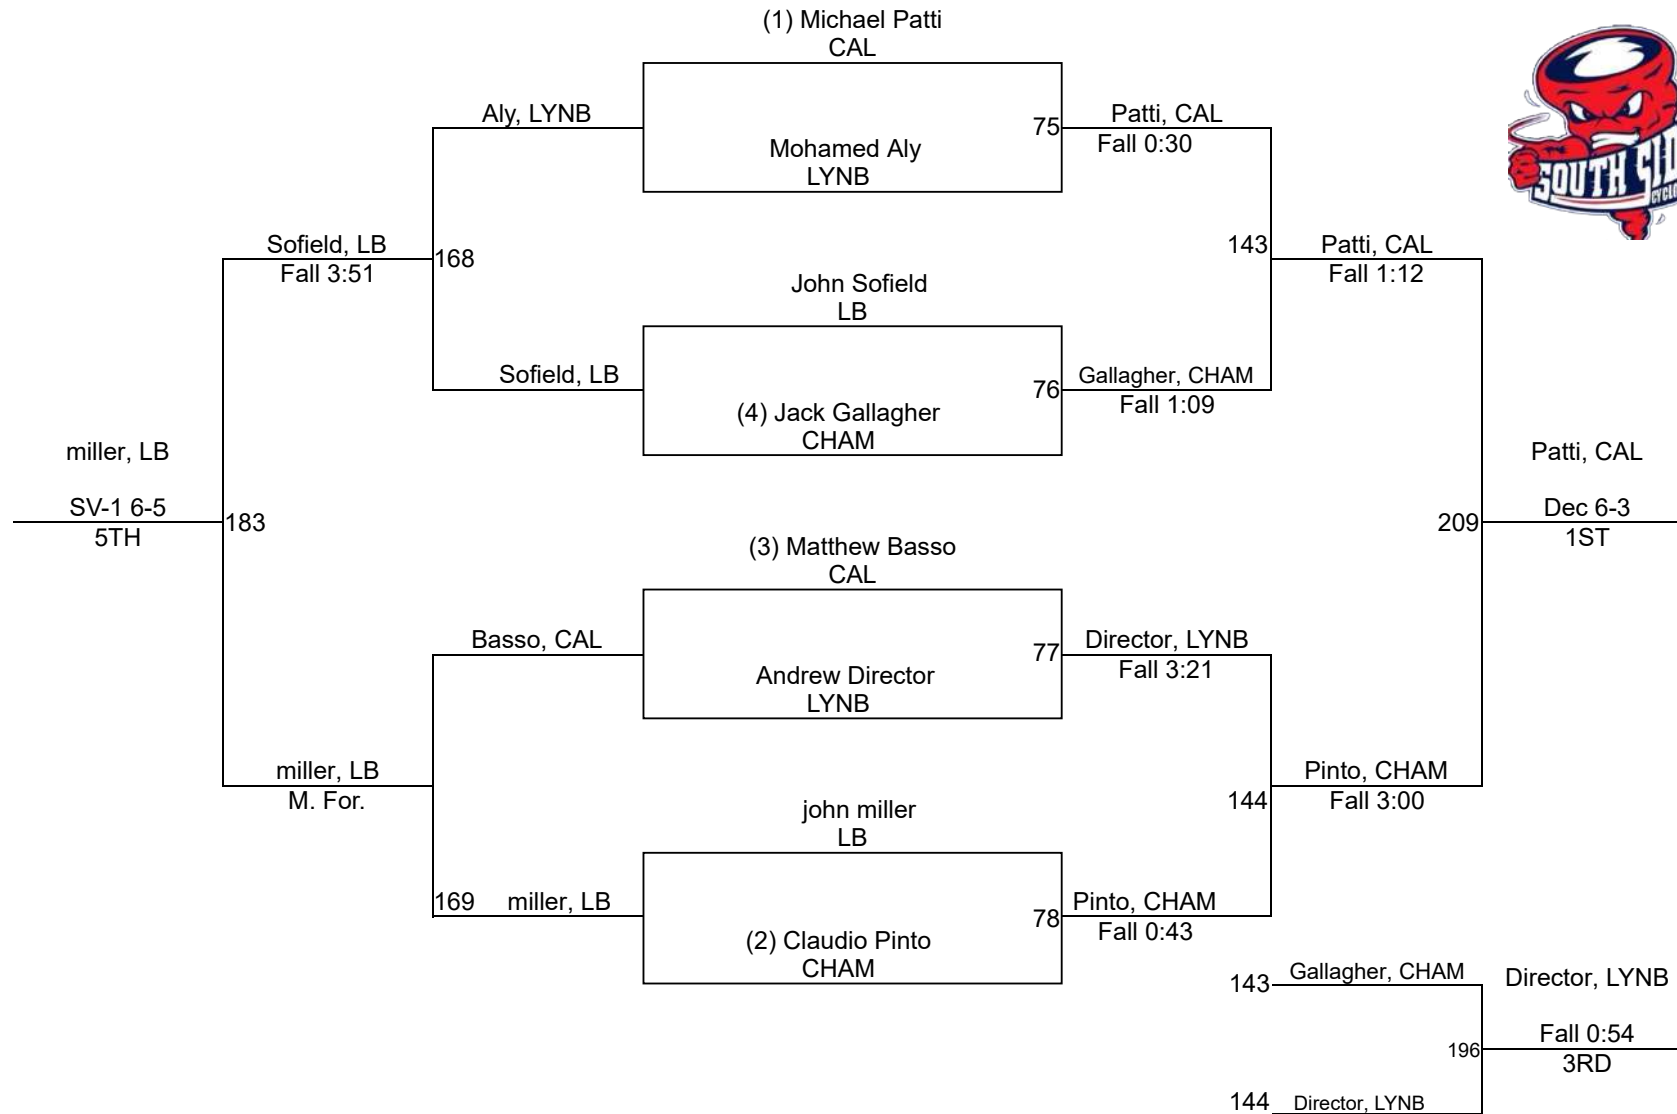 (1) Michael Patti
CAL
Aly, LYNB
75
Patti, CAL
Fall 0:30
Mohamed Aly
LYNB
SOUTH SID
Sofield, LB
Fall 3:51
168
143
Patti, CAL
Fall 1:12
John Sofield
LB
Sofield, LB
76
Gallagher, CHAM
Fall 1:09
(4) Jack Gallagher
CHAM
miller, LB
SV-1 6-5
5TH
183
Patti, CAL
209
Dec 6-3
1ST
(3) Matthew Basso
CAL
Basso, CAL
77
Director, LYNB
Fall 3:21
Andrew Director
LYNB
miller, LB
M. For.
144
Pinto, CHAM
Fall 3:00
john miller
LB
169
miller, LB
78
Pinto, CHAM
Fall 0:43
(2) Claudio Pinto
CHAM
143
Gallagher, CHAM
Director, LYNB
196
Fall 0:54
3RD
144
Director, LYNB